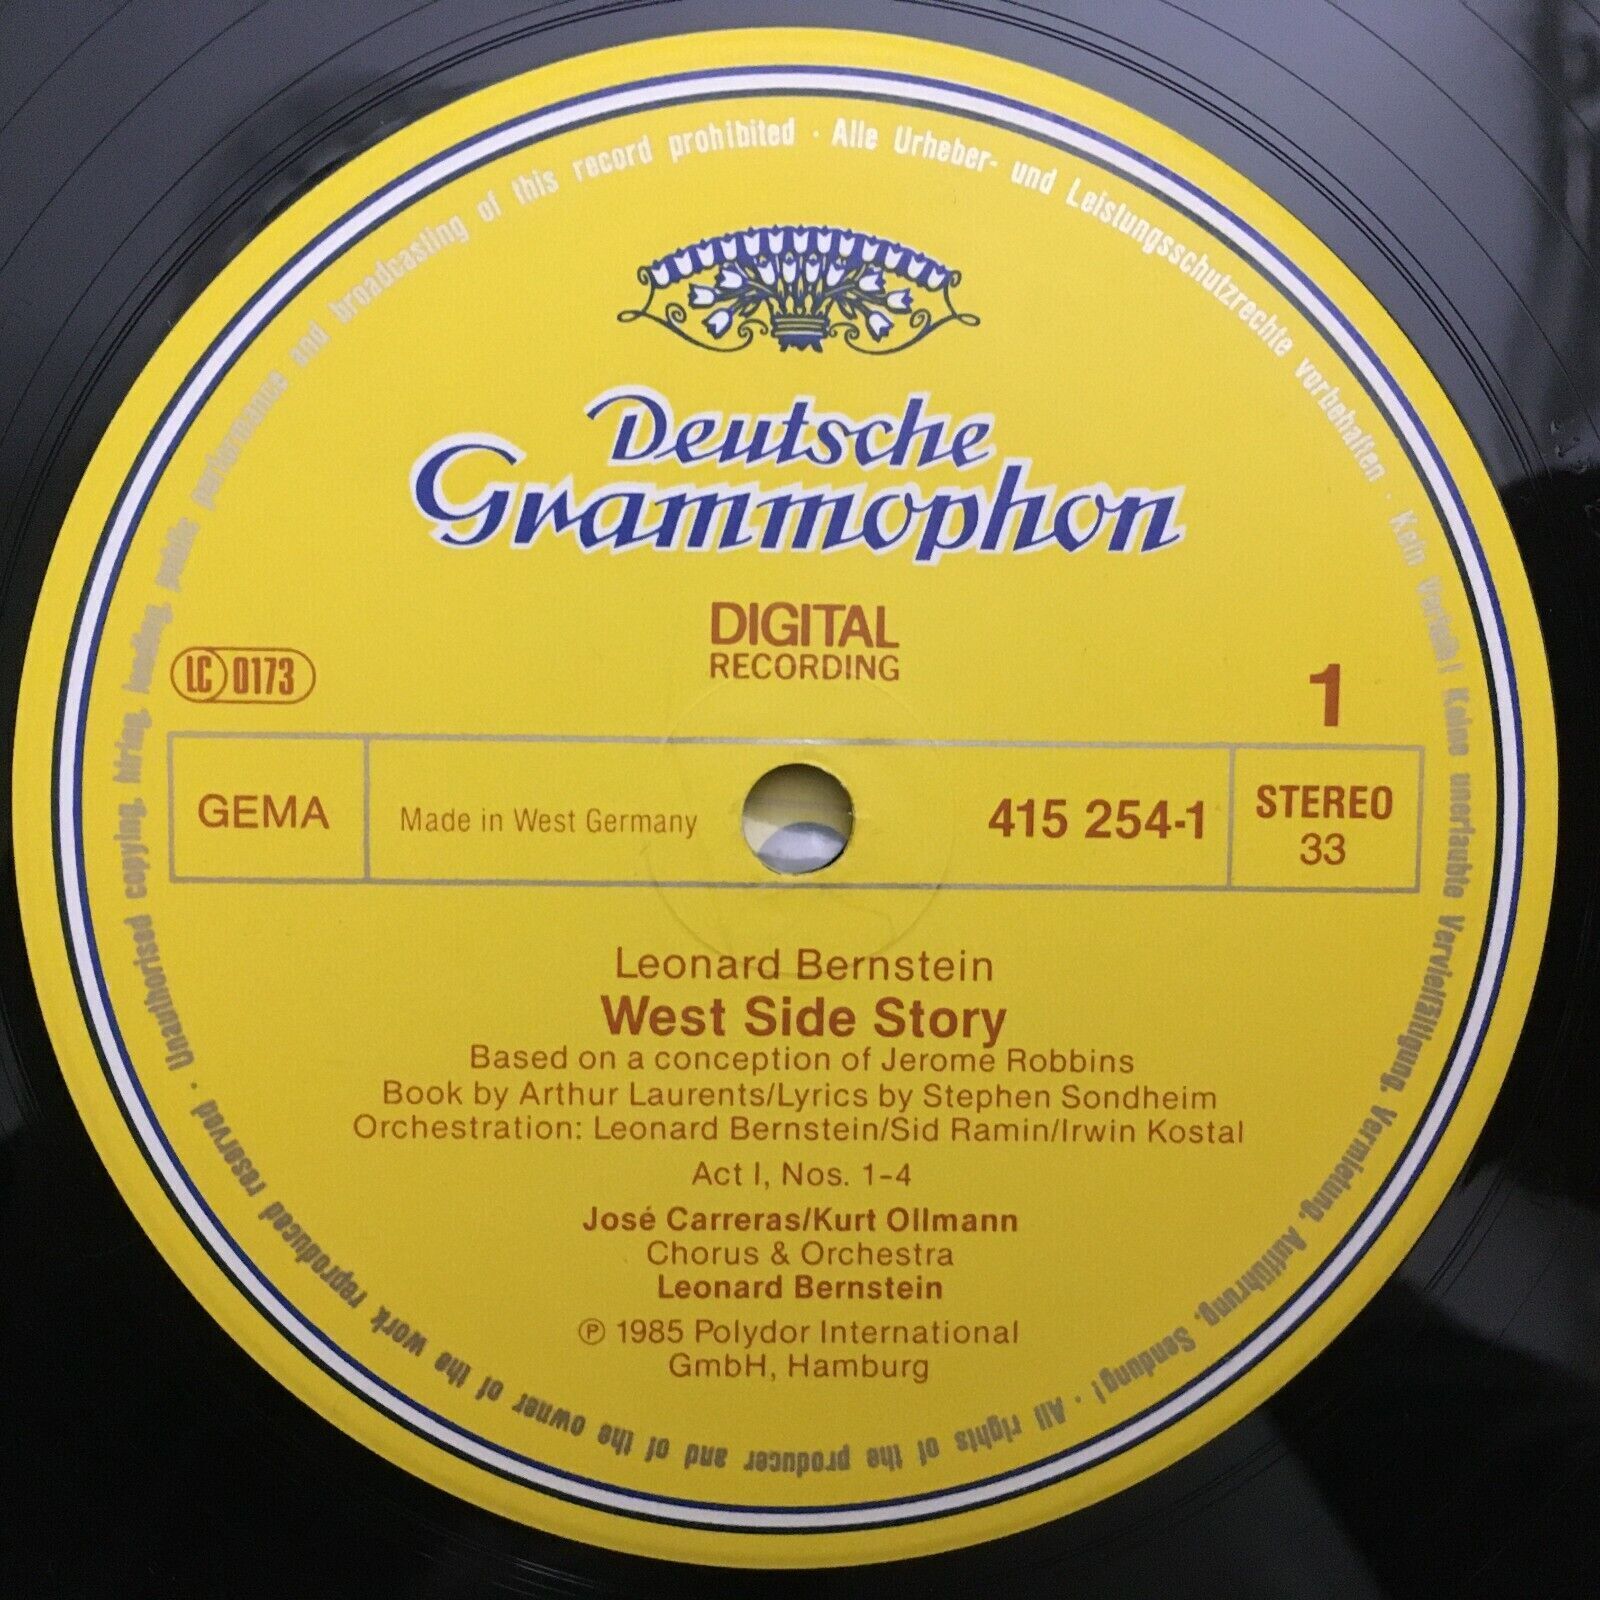 Deutsche
Grammophon
DIGITAL
RECORDING
LC 0173
1
GEMA
Made in West Germany
415 254-1
STEREO
33
Leonard Bernstein
West Side Story
Based on a conception of Jerome Robbins
Book by Arthur Laurents/Lyrics by Stephen Sondheim
Orchestration: Leonard Bernstein/Sid Ramin/Irwin Kostal
Act I, Nos. 1-4
José Carreras/Kurt Ollmann
Chorus & Orchestra
Leonard Bernstein
℗ 1985 Polydor International
GmbH, Hamburg
Alle Urheber- und Leistungsschutzrechte vorbehalten · Kein Verleih! Keine unerlaubte Vervielfältigung, Vermietung, Aufführung, Sendung! · All rights of the producer and of the owner of the work reproduced reserved · Unauthorised copying, hiring, lending, public performance and broadcasting of this record prohibited ·